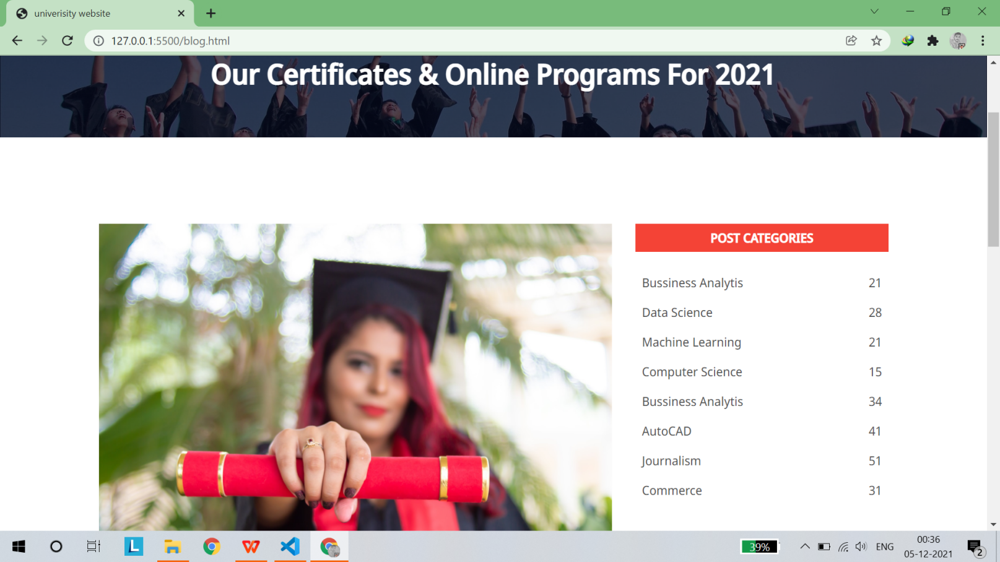 univerisity website
127.0.0.1:5500/blog.html
Our Certificates & Online Programs For 2021
POST CATEGORIES
Bussiness Analytis 21
Data Science 28
Machine Learning 21
Computer Science 15
Bussiness Analytis 34
AutoCAD 41
Journalism 51
Commerce 31
L
W
39%
ENG
00:36
05-12-2021
2